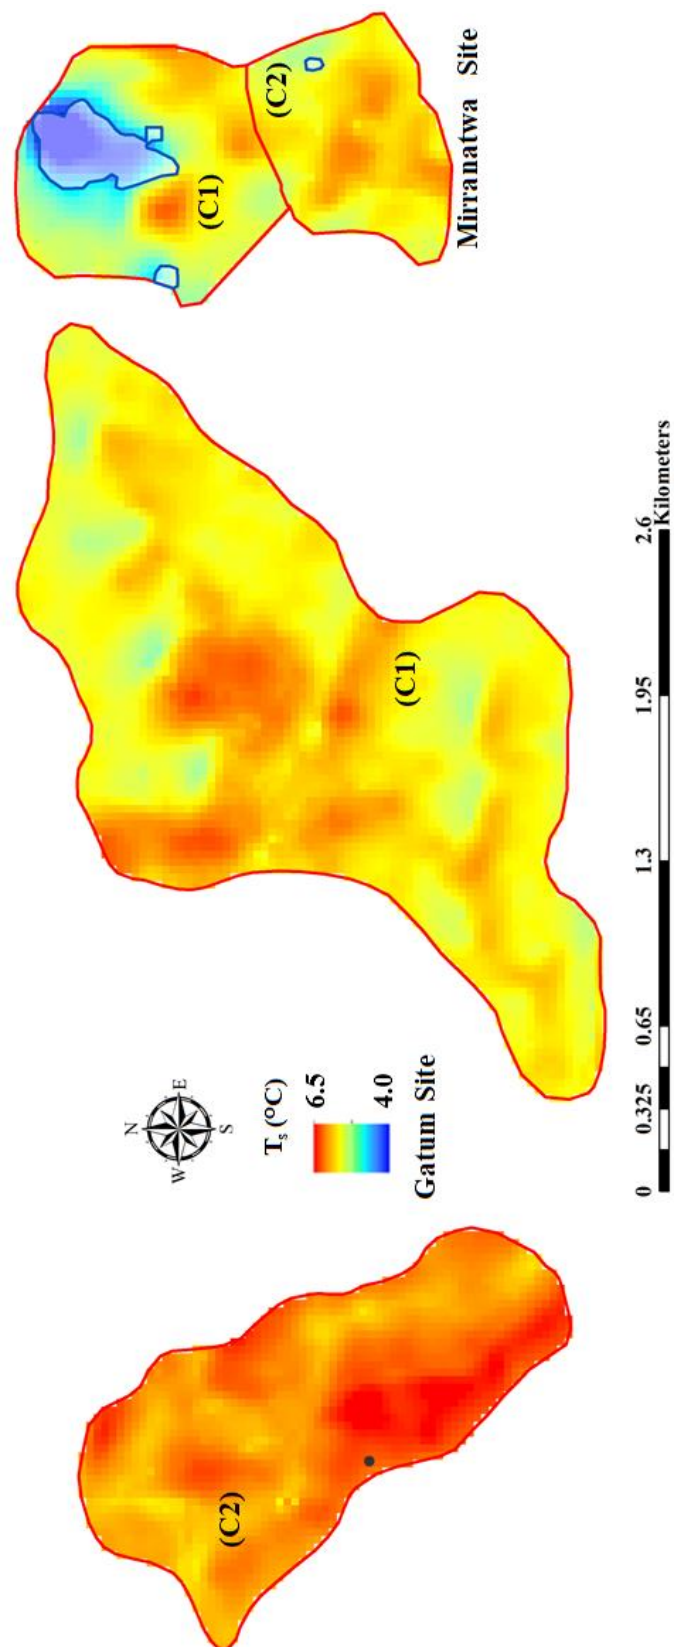 (C1)
(C2)
Mirranatwa Site
(C1)
N
W
E
S
Ts (°C)
6.5
4.0
Gatum Site
(C2)
0 0.325 0.65 1.3 1.95 2.6
Kilometers